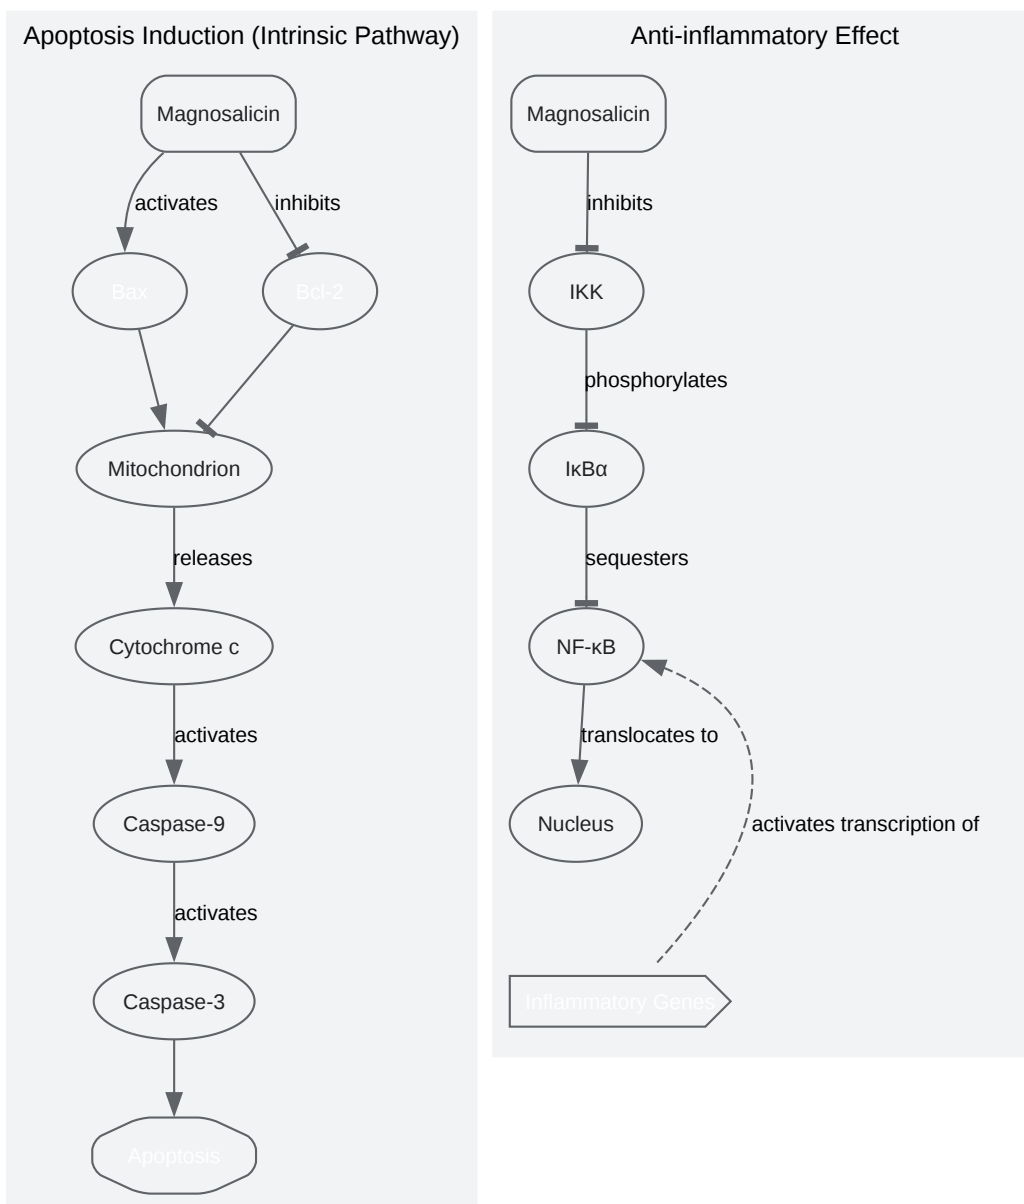 Apoptosis Induction (Intrinsic Pathway)
Magnosalicin
activates
inhibits
Bax
Bcl-2
Mitochondrion
releases
Cytochrome c
activates
Caspase-9
activates
Caspase-3
Apoptosis
Anti-inflammatory Effect
Magnosalicin
inhibits
IKK
phosphorylates
IκBα
sequesters
NF-κB
translocates to
Nucleus
activates transcription of
Inflammatory Genes